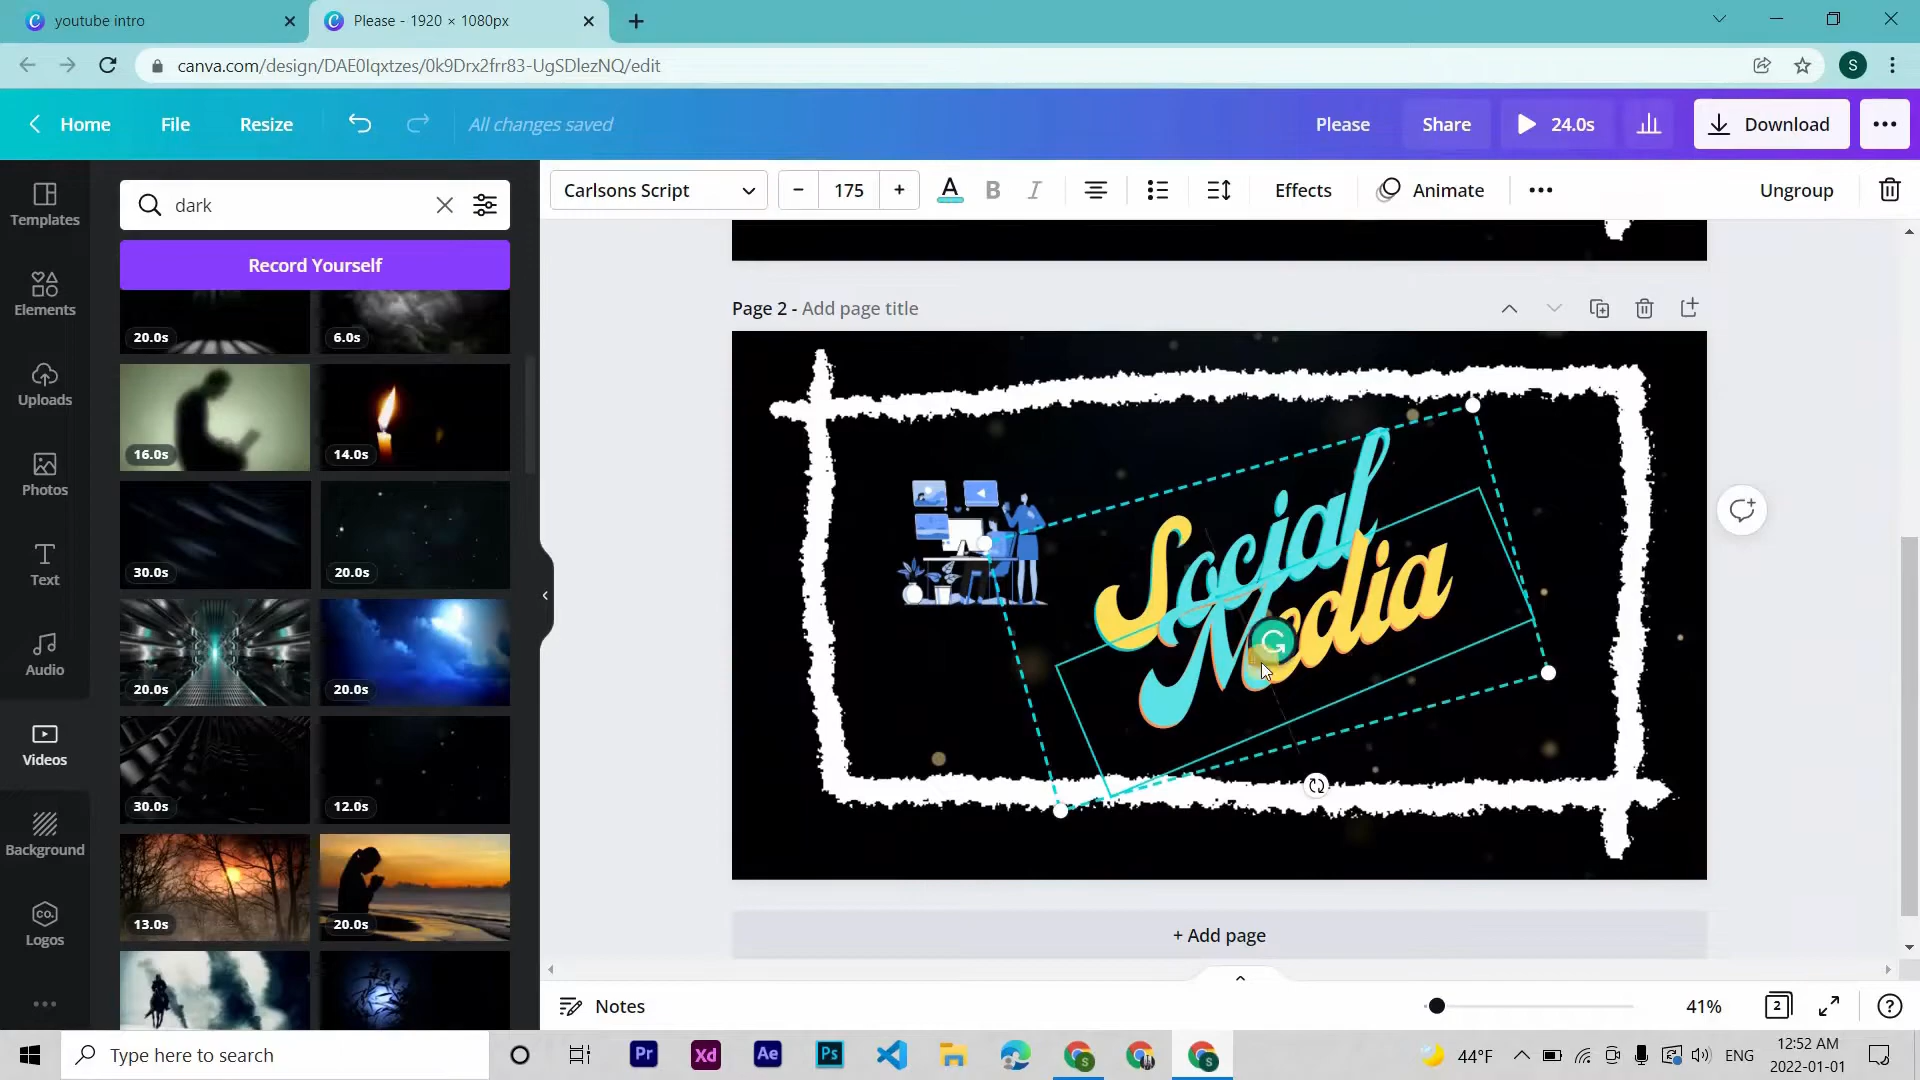 youtube intro
Please - 1920 × 1080px
canva.com/design/DAE0Iqxtzes/0k9Drx2frr83-UgSDlezNQ/edit
S
Home
File
Resize
All changes saved
Please
Share
24.0s
Download
Templates
Elements
Uploads
Photos
Text
Audio
Videos
Background
Logos
dark
Record Yourself
20.0s
6.0s
16.0s
14.0s
30.0s
20.0s
20.0s
20.0s
30.0s
12.0s
13.0s
20.0s
Carlsons Script
175
A
B
I
Effects
Animate
Ungroup
Page 2 - Add page title
Social
Media
+ Add page
Notes
41%
2
Type here to search
Pr
Xd
Ae
Ps
44°F
ENG
12:52 AM
2022-01-01